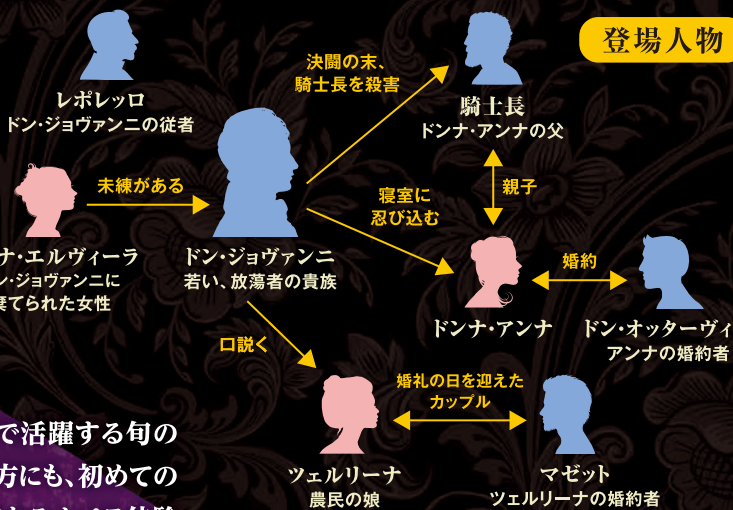 登場人物
決闘の末、
騎士長を殺害
レポレッロ
ドン・ジョヴァンニの従者
騎士長
ドンナ・アンナの父
未練がある
寝室に
忍び込む
親子
ナ・エルヴィーラ
ン・ジョヴァンニに
棄てられた女性
ドン・ジョヴァンニ
若い、放蕩者の貴族
婚約
ドンナ・アンナ
ドン・オッターヴィ
アンナの婚約者
口説く
婚礼の日を迎えた
カップル
ツェルリーナ
農民の娘
マゼット
ツェルリーナの婚約者
で活躍する旬の
方にも、初めての